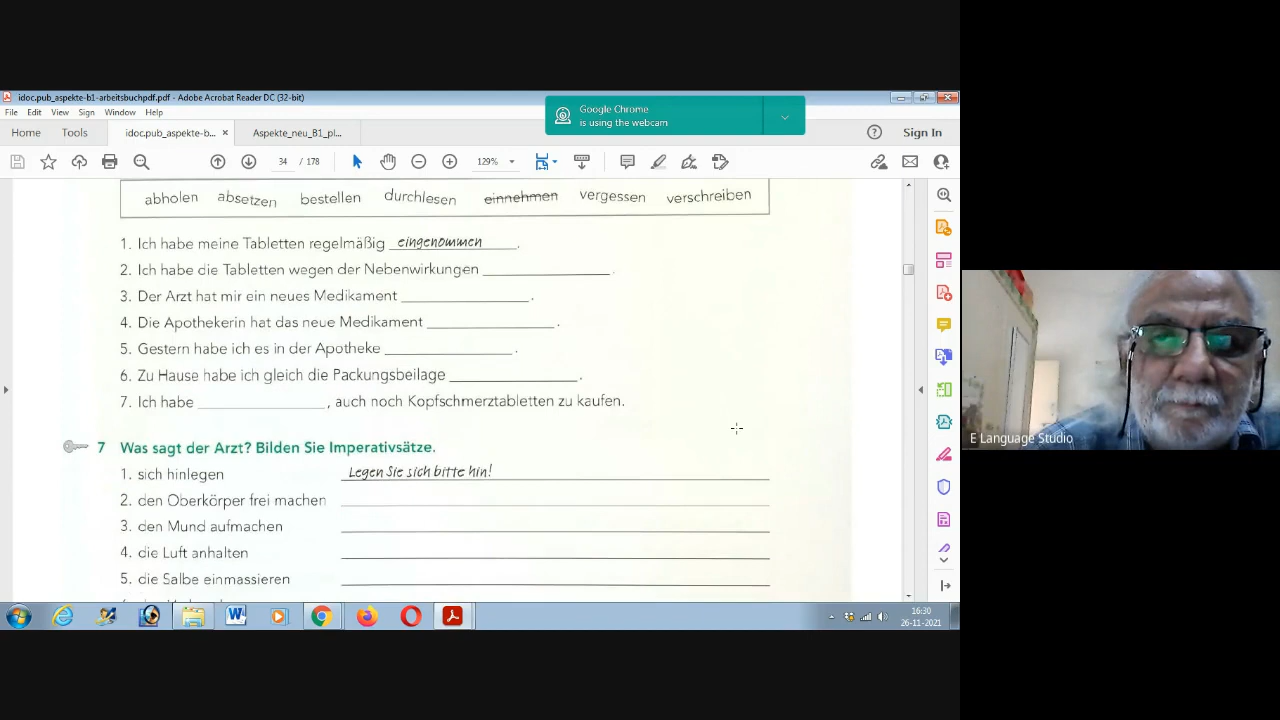 idoc.pub_aspekte-b1-arbeitsbuchpdf.pdf - Adobe Acrobat Reader DC (32-bit)
File Edit View Sign Window Help
Google Chrome
is using the webcam
Home Tools idoc.pub_aspekte-b... × Aspekte_neu_B1_pl... Sign In
34 / 178 129%
abholen absetzen bestellen durchlesen einnehmen vergessen verschreiben
1. Ich habe meine Tabletten regelmäßig eingenommen.
2. Ich habe die Tabletten wegen der Nebenwirkungen ____________.
3. Der Arzt hat mir ein neues Medikament ____________.
4. Die Apothekerin hat das neue Medikament ____________.
5. Gestern habe ich es in der Apotheke ____________.
6. Zu Hause habe ich gleich die Packungsbeilage ____________.
7. Ich habe ____________, auch noch Kopfschmerztabletten zu kaufen.
7 Was sagt der Arzt? Bilden Sie Imperativsätze.
1. sich hinlegen Legen Sie sich bitte hin!
2. den Oberkörper frei machen
3. den Mund aufmachen
4. die Luft anhalten
5. die Salbe einmassieren
E Language Studio
16:30
26-11-2021